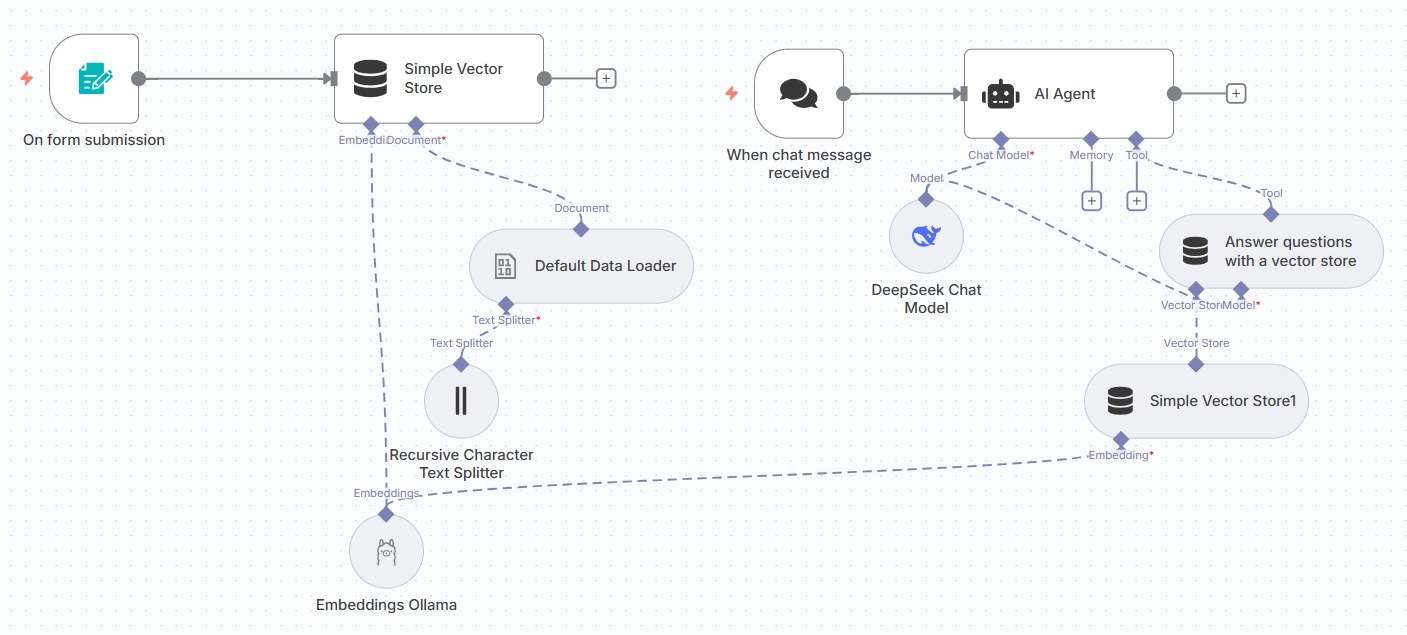 Simple Vector
Store
On form submission
Embeddi
Document*
Document
Default Data Loader
Text Splitter*
Text Splitter
Recursive Character
Text Splitter
Embeddings
Embeddings Ollama
When chat message
received
AI Agent
Chat Model*
Memory
Tool
Model
DeepSeek Chat
Model
Tool
Answer questions
with a vector store
Vector Store
Model*
Vector Store
Simple Vector Store1
Embedding*